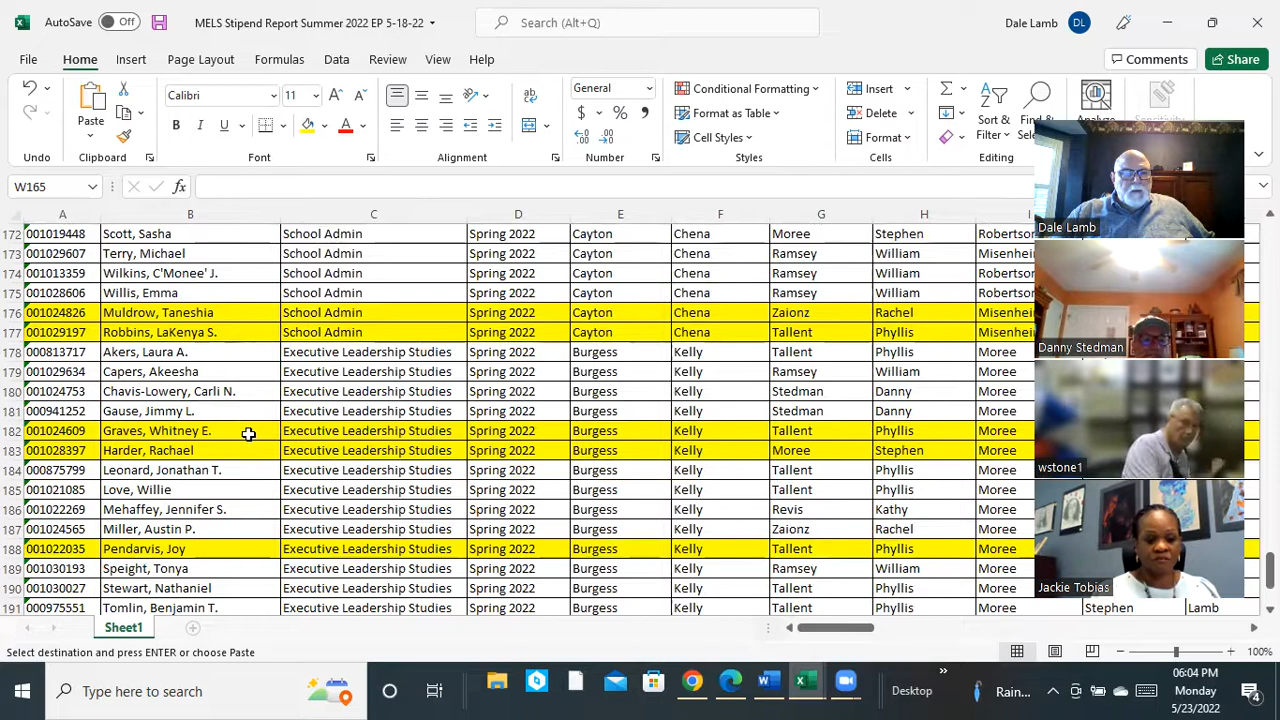 AutoSave Off MELS Stipend Report Summer 2022 EP 5-18-22 Search (Alt+Q) Dale Lamb DL
File Home Insert Page Layout Formulas Data Review View Help Comments Share
Calibri 11 General Conditional Formatting Insert
Paste B I U A $ % Format as Table Delete Sort & Find & Analyze Sensitivity
Cell Styles Format Filter
Undo Clipboard Font Alignment Number Styles Cells Editing
W165 fx
A B C D E F G H I
172 001019448 Scott, Sasha School Admin Spring 2022 Cayton Chena Moree Stephen Robertson
173 001029607 Terry, Michael School Admin Spring 2022 Cayton Chena Ramsey William Misenhei
174 001013359 Wilkins, C'Monee' J. School Admin Spring 2022 Cayton Chena Ramsey William Robertson
175 001028606 Willis, Emma School Admin Spring 2022 Cayton Chena Ramsey William Robertson
176 001024826 Muldrow, Taneshia School Admin Spring 2022 Cayton Chena Zaionz Rachel Misenhei
177 001029197 Robbins, LaKenya S. School Admin Spring 2022 Cayton Chena Tallent Phyllis Misenhei
178 000813717 Akers, Laura A. Executive Leadership Studies Spring 2022 Burgess Kelly Tallent Phyllis Moree
179 001029634 Capers, Akeesha Executive Leadership Studies Spring 2022 Burgess Kelly Ramsey William Moree
180 001024753 Chavis-Lowery, Carli N. Executive Leadership Studies Spring 2022 Burgess Kelly Stedman Danny Moree
181 000941252 Gause, Jimmy L. Executive Leadership Studies Spring 2022 Burgess Kelly Stedman Danny Moree
182 001024609 Graves, Whitney E. Executive Leadership Studies Spring 2022 Burgess Kelly Tallent Phyllis Moree
183 001028397 Harder, Rachael Executive Leadership Studies Spring 2022 Burgess Kelly Moree Stephen Moree
184 000875799 Leonard, Jonathan T. Executive Leadership Studies Spring 2022 Burgess Kelly Tallent Phyllis Moree
185 001021085 Love, Willie Executive Leadership Studies Spring 2022 Burgess Kelly Tallent Phyllis Moree
186 001022269 Mehaffey, Jennifer S. Executive Leadership Studies Spring 2022 Burgess Kelly Revis Kathy Moree
187 001024565 Miller, Austin P. Executive Leadership Studies Spring 2022 Burgess Kelly Zaionz Rachel Moree
188 001022035 Pendarvis, Joy Executive Leadership Studies Spring 2022 Burgess Kelly Tallent Phyllis Moree
189 001030193 Speight, Tonya Executive Leadership Studies Spring 2022 Burgess Kelly Ramsey William Moree
190 001030027 Stewart, Nathaniel Executive Leadership Studies Spring 2022 Burgess Kelly Tallent Phyllis Moree
191 000975551 Tomlin, Benjamin T. Executive Leadership Studies Spring 2022 Burgess Kelly Tallent Phyllis Moree Stephen Lamb
Dale Lamb
Danny Stedman
wstone1
Jackie Tobias
Sheet1
Select destination and press ENTER or choose Paste 100%
Type here to search Desktop Rain... 06:04 PM
Monday
5/23/2022 4